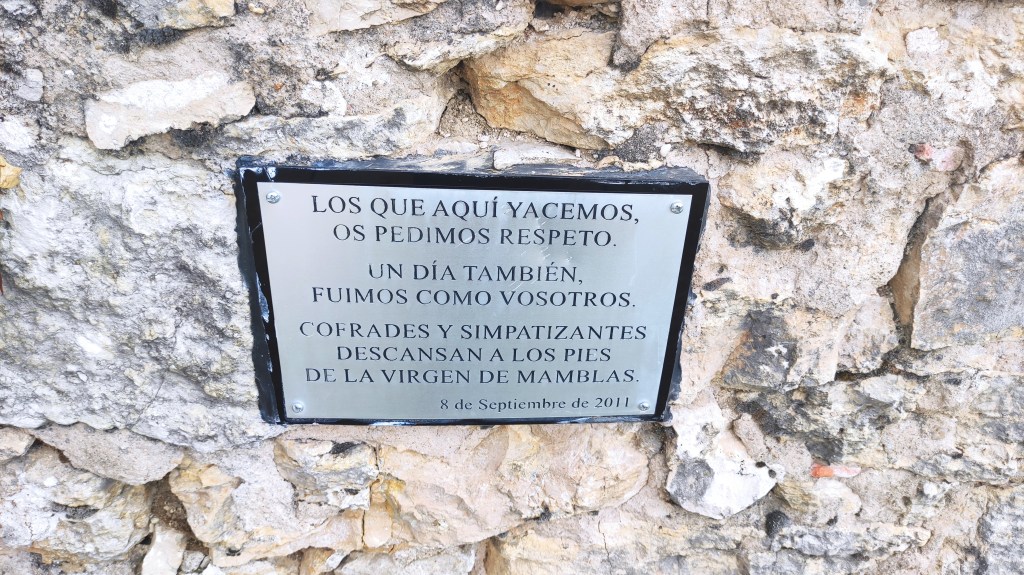 LOS QUE AQUÍ YACEMOS,
OS PEDIMOS RESPETO.
UN DÍA TAMBIÉN,
FUIMOS COMO VOSOTROS.
COFRADES Y SIMPATIZANTES
DESCANSAN A LOS PIES
DE LA VIRGEN DE MAMBLAS.
8 de Septiembre de 2011